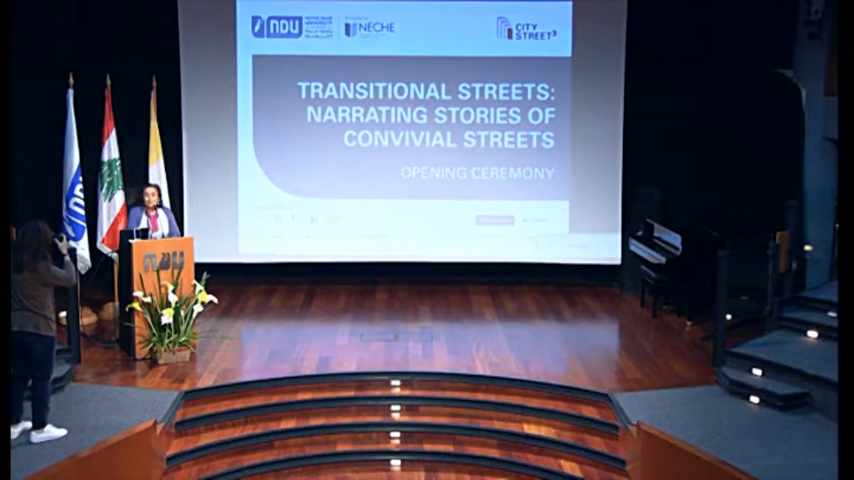 NDU
NECHE
CITY
STREET³
TRANSITIONAL STREETS:
NARRATING STORIES OF
CONVIVIAL STREETS
OPENING CEREMONY
NDU